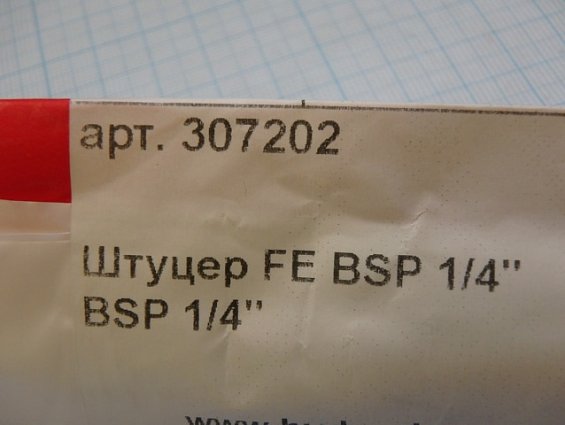 арт. 307202
Штуцер FE BSP 1/4"
BSP 1/4"